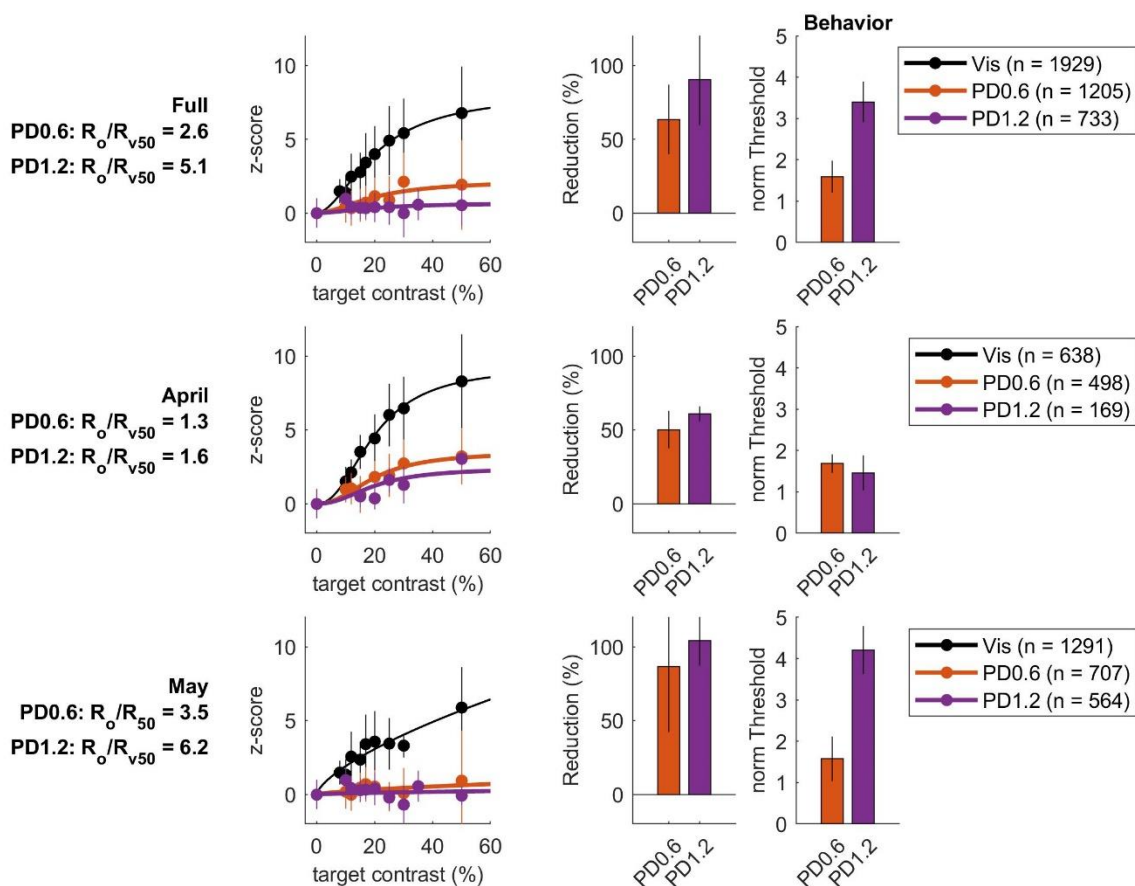 Behavior
Full
PD0.6: Ro/Rv50 = 2.6
PD1.2: Ro/Rv50 = 5.1
z-score
10
5
0
0 20 40 60
target contrast (%)
Reduction (%)
100
50
0
PD0.6
PD1.2
norm Threshold
5
4
3
2
1
0
PD0.6
PD1.2
Vis (n = 1929)
PD0.6 (n = 1205)
PD1.2 (n = 733)
April
PD0.6: Ro/Rv50 = 1.3
PD1.2: Ro/Rv50 = 1.6
z-score
10
5
0
0 20 40 60
target contrast (%)
Reduction (%)
100
50
0
PD0.6
PD1.2
norm Threshold
5
4
3
2
1
0
PD0.6
PD1.2
Vis (n = 638)
PD0.6 (n = 498)
PD1.2 (n = 169)
May
PD0.6: Ro/R50 = 3.5
PD1.2: Ro/Rv50 = 6.2
z-score
10
5
0
0 20 40 60
target contrast (%)
Reduction (%)
100
50
0
PD0.6
PD1.2
norm Threshold
5
4
3
2
1
0
PD0.6
PD1.2
Vis (n = 1291)
PD0.6 (n = 707)
PD1.2 (n = 564)